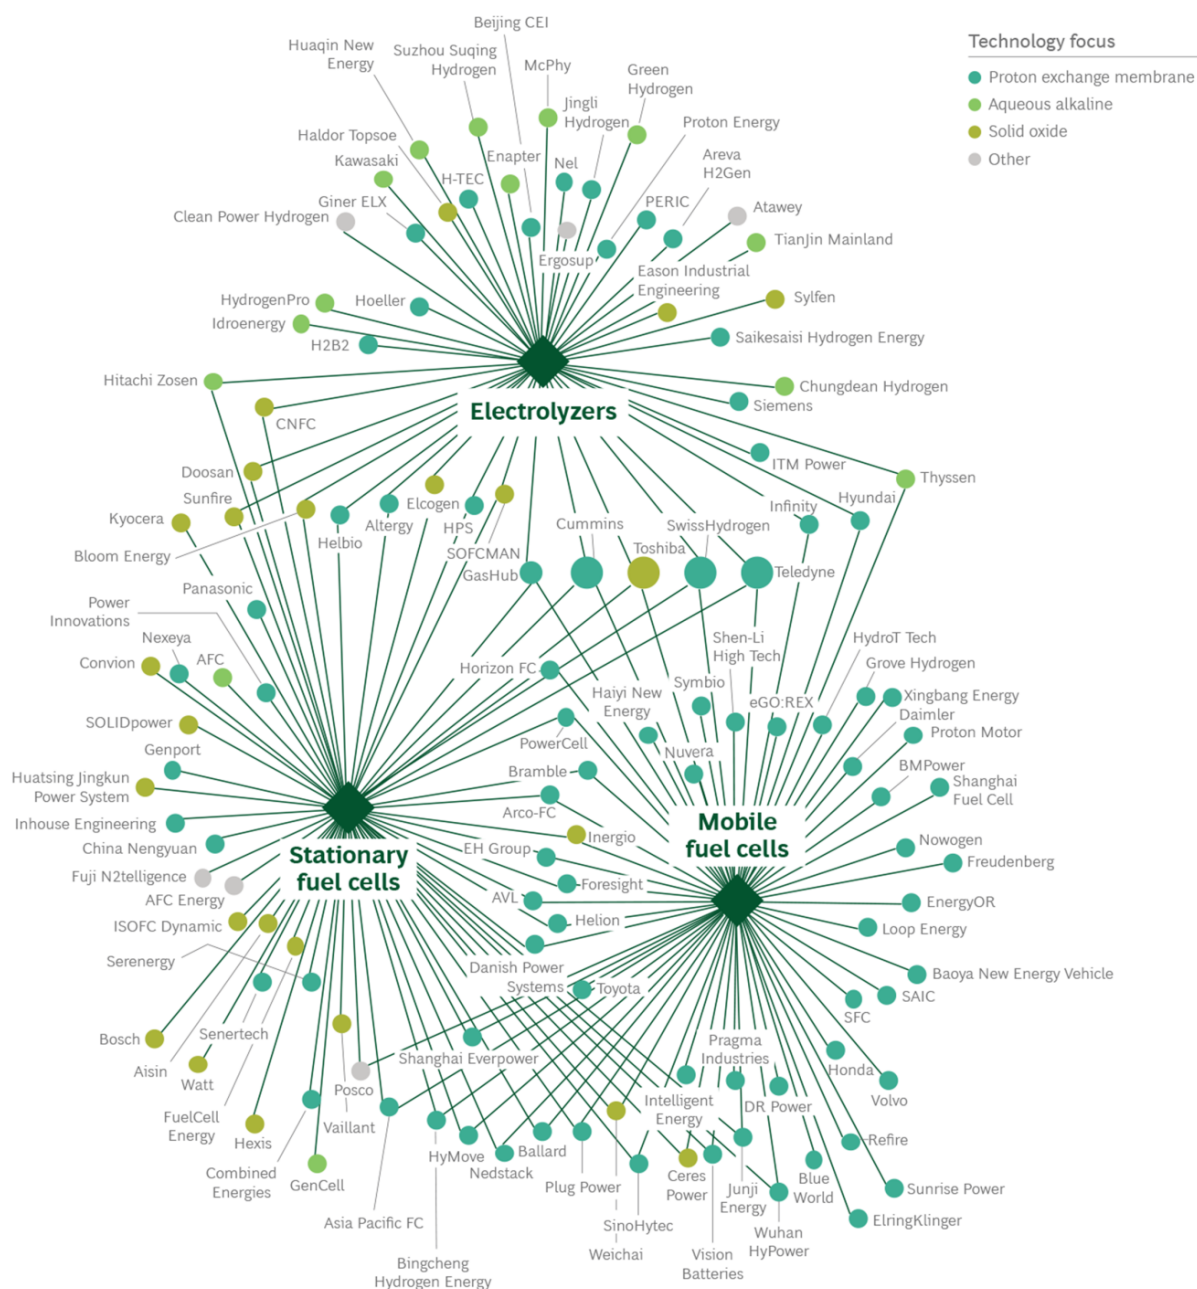 Beijing CEI
Huaqin New
Energy
Suzhou Suqing
Hydrogen
McPhy
Green
Hydrogen
Technology focus
Proton exchange membrane
Aqueous alkaline
Solid oxide
Other
Jingli
Hydrogen
Proton Energy
Haldor Topsoe
Kawasaki
H-TEC
Enapter
Nel
Areva
H2Gen
Giner ELX
Clean Power Hydrogen
PERIC
Atawey
TianJin Mainland
Ergosup
Eason Industrial
Engineering
Sylfen
HydrogenPro
Hoeller
Idroenergy
H2B2
Saikesaisi Hydrogen Energy
Hitachi Zosen
CNFC
Electrolyzers
Chungdean Hydrogen
Siemens
ITM Power
Thyssen
Doosan
Sunfire
Kyocera
Bloom Energy
Helbio
Altergy
Elcogen
HPS
SOFCMAN
Infinity
Hyundai
Cummins
SwissHydrogen
Toshiba
GasHub
Teledyne
Panasonic
Power
Innovations
Nexeya
AFC
Convion
Horizon FC
Shen-Li
High Tech
HydroT Tech
Grove Hydrogen
Symbio
Haiyi New
Energy
eGO:REX
Xingbang Energy
Daimler
Proton Motor
SOLIDpower
Genport
PowerCell
Nuvera
BMPower
Bramble
Shanghai
Fuel Cell
Huatsing Jingkun
Power System
Arco-FC
Mobile
fuel cells
Inhouse Engineering
Inergio
China Nengyuan
EH Group
Nowogen
Freudenberg
Stationary
fuel cells
Fuji N2telligence
AFC Energy
Foresight
AVL
EnergyOR
ISOFC Dynamic
Helion
Loop Energy
Serenergy
Danish Power
Systems
Toyota
Baoya New Energy Vehicle
SAIC
SFC
Bosch
Senertech
Aisin
Watt
Shanghai Everpower
Pragma
Industries
Posco
Honda
Volvo
FuelCell
Energy
Hexis
Vaillant
Intelligent
Energy
DR Power
Combined
Energies
GenCell
HyMove
Nedstack
Ballard
Plug Power
Refire
Ceres
Power
Junji
Energy
Blue
World
Sunrise Power
Asia Pacific FC
SinoHytec
Wuhan
HyPower
ElringKlinger
Weichai
Vision
Batteries
Bingcheng
Hydrogen Energy